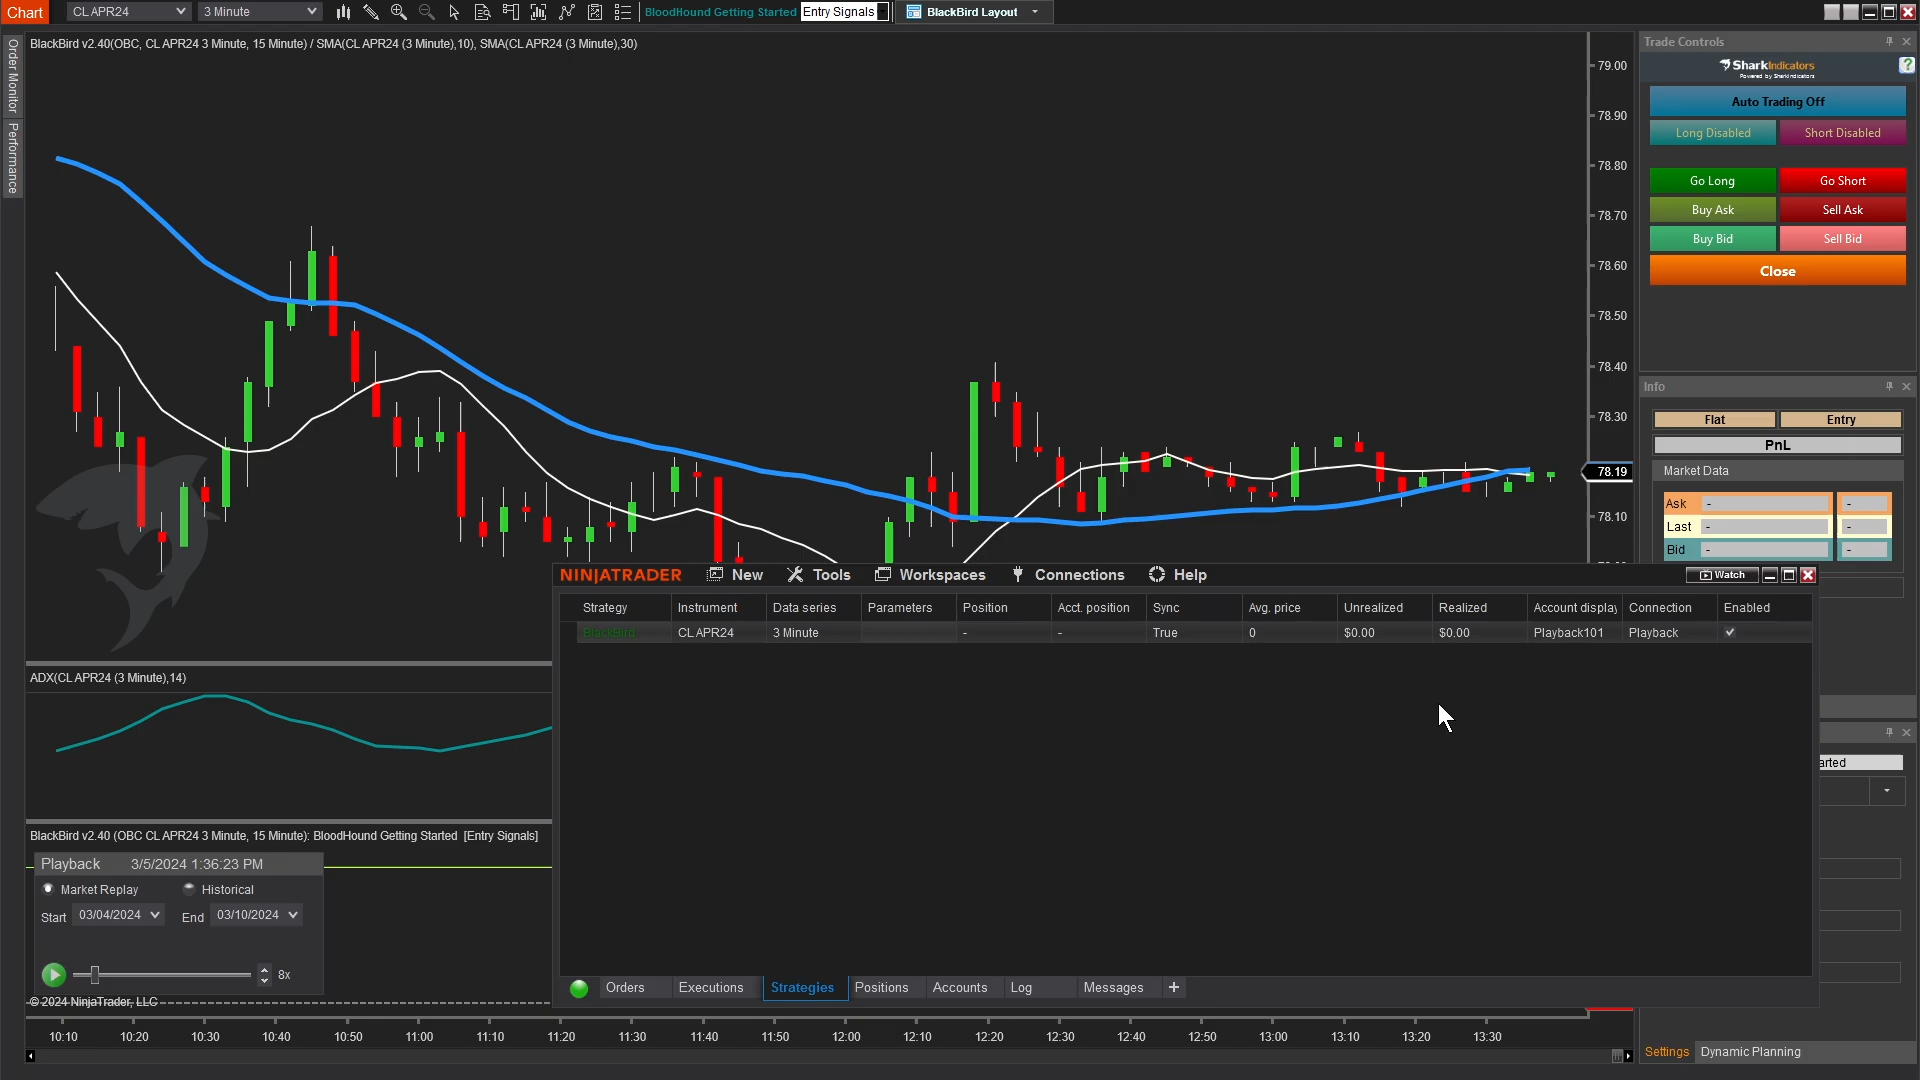 Chart
CL APR24
3 Minute
BloodHound Getting Started
Entry Signals
BlackBird Layout
Order Monitor
Performance
BlackBird v2.40(OBC, CL APR24 3 Minute, 15 Minute) / SMA(CL APR24 (3 Minute),10), SMA(CL APR24 (3 Minute),30)
79.00
78.90
78.80
78.70
78.60
78.50
78.40
78.30
78.19
78.10
Trade Controls
SharkIndicators
Powered by SharkIndicators
?
Auto Trading Off
Long Disabled
Short Disabled
Go Long
Go Short
Buy Ask
Sell Ask
Buy Bid
Sell Bid
Close
Info
Flat
Entry
PnL
Market Data
Ask - -
Last - -
Bid - -
arted
NINJATRADER
New
Tools
Workspaces
Connections
Help
Watch
Strategy Instrument Data series Parameters Position Acct. position Sync Avg. price Unrealized Realized Account display Connection Enabled
BlackBird CL APR24 3 Minute - - True 0 $0.00 $0.00 Playback101 Playback
Orders Executions Strategies Positions Accounts Log Messages +
ADX(CL APR24 (3 Minute),14)
BlackBird v2.40 (OBC CL APR24 3 Minute, 15 Minute): BloodHound Getting Started [Entry Signals]
Playback 3/5/2024 1:36:23 PM
Market Replay Historical
Start 03/04/2024 End 03/10/2024
8x
© 2024 NinjaTrader, LLC
10:10 10:20 10:30 10:40 10:50 11:00 11:10 11:20 11:30 11:40 11:50 12:00 12:10 12:20 12:30 12:40 12:50 13:00 13:10 13:20 13:30
Settings Dynamic Planning